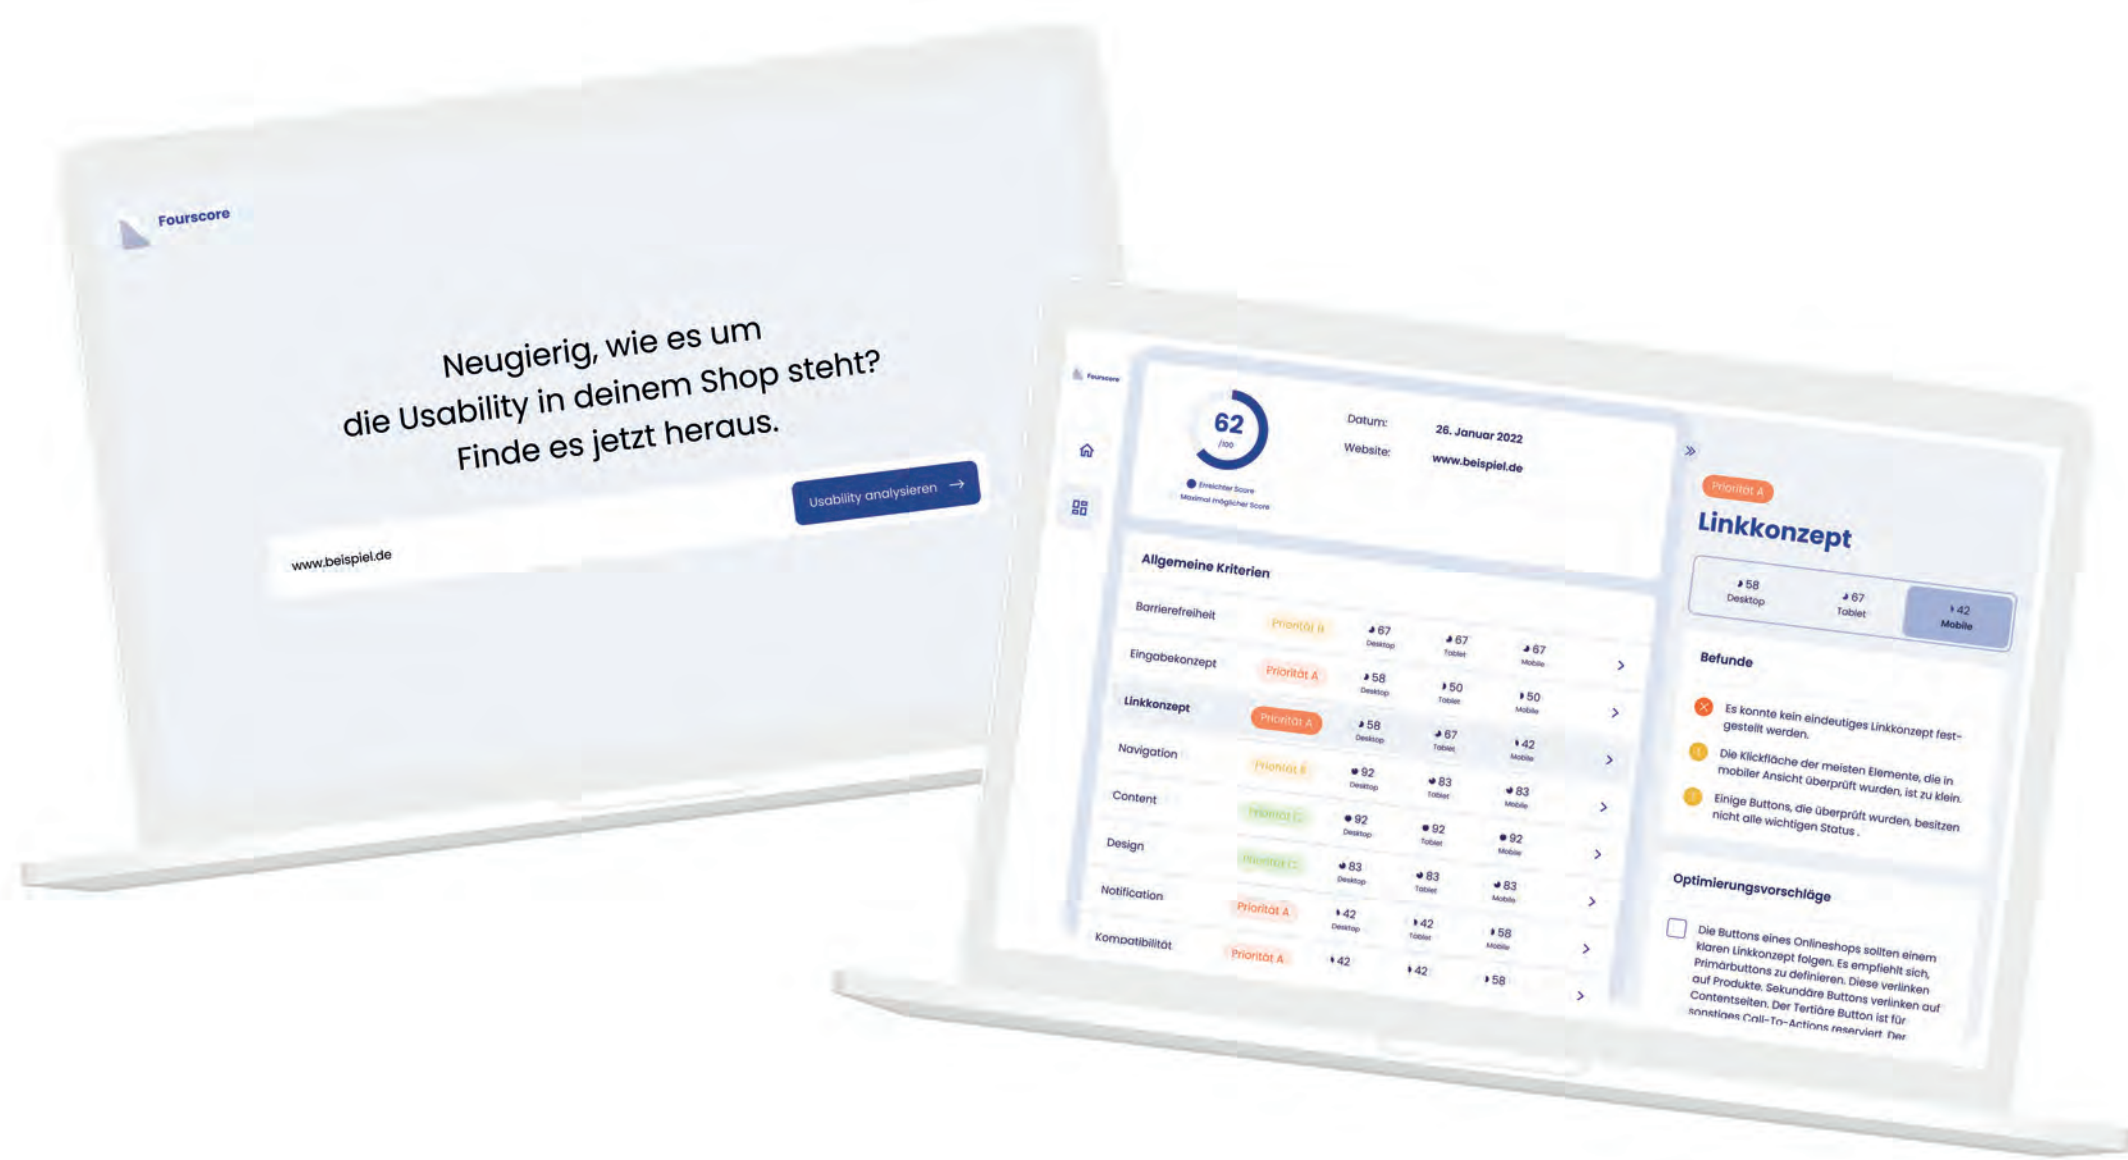 Fourscore
Neugierig, wie es um
die Usability in deinem Shop steht?
Finde es jetzt heraus.
www.beispiel.de
Usability analysieren →
Fourscore
62
/100
Erreichter Score
Maximal möglicher Score
Datum: 26. Januar 2022
Website: www.beispiel.de
Allgemeine Kriterien
Barrierefreiheit Priorität B 67 67 67
Desktop Tablet Mobile
Eingabekonzept Priorität A 58 50 50
Desktop Tablet Mobile
Linkkonzept Priorität A 58 67 42
Desktop Tablet Mobile
Navigation Priorität B 92 83 83
Desktop Tablet Mobile
Content Priorität C 92 92 92
Desktop Tablet Mobile
Design Priorität C 83 83 83
Desktop Tablet Mobile
Notification Priorität A 42 42 58
Desktop Tablet Mobile
Kompatibilität Priorität A 42 42 58
Priorität A
Linkkonzept
58 67 42
Desktop Tablet Mobile
Befunde
Es konnte kein eindeutiges Linkkonzept fest-
gestellt werden.
Die Klickfläche der meisten Elemente, die in
mobiler Ansicht überprüft wurden, ist zu klein.
Einige Buttons, die überprüft wurden, besitzen
nicht alle wichtigen Status .
Optimierungsvorschläge
Die Buttons eines Onlineshops sollten einem
klaren Linkkonzept folgen. Es empfiehlt sich,
Primärbuttons zu definieren. Diese verlinken
auf Produkte. Sekundäre Buttons verlinken auf
Contentseiten. Der Tertiäre Button ist für
sonstiges Call-To-Actions reserviert. Der